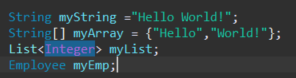 String myString ="Hello World!";
String[] myArray = {"Hello","World!"};
List<Integer> myList;
Employee myEmp;